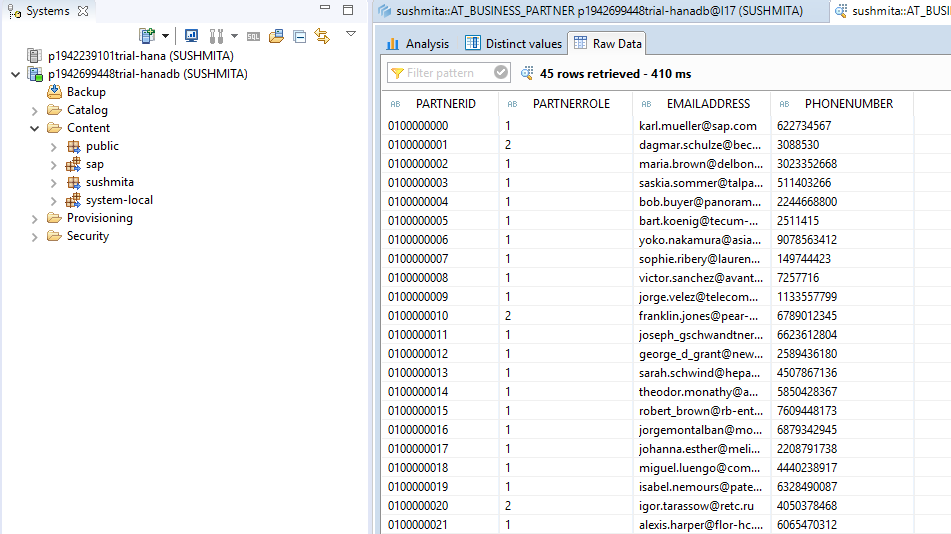 Systems
p1942239101trial-hana (SUSHMITA)
p1942699448trial-hanadb (SUSHMITA)
Backup
Catalog
Content
public
sap
sushmita
system-local
Provisioning
Security
SQL
sushmita::AT_BUSINESS_PARTNER p1942699448trial-hanadb@I17 (SUSHMITA)
sushmita::AT_BUSI
Analysis Distinct values Raw Data
Filter pattern 45 rows retrieved - 410 ms
AB PARTNERID AB PARTNERROLE AB EMAILADDRESS AB PHONENUMBER
0100000000 1 karl.mueller@sap.com 622734567
0100000001 2 dagmar.schulze@bec... 3088530
0100000002 1 maria.brown@delbon... 3023352668
0100000003 1 saskia.sommer@talpa... 511403266
0100000004 1 bob.buyer@panoram... 2244668800
0100000005 1 bart.koenig@tecum-... 2511415
0100000006 1 yoko.nakamura@asia... 9078563412
0100000007 1 sophie.ribery@lauren... 149744423
0100000008 1 victor.sanchez@avant... 7257716
0100000009 1 jorge.velez@telecom... 1133557799
0100000010 2 franklin.jones@pear-... 6789012345
0100000011 1 joseph_gschwandtner... 6623612804
0100000012 1 george_d_grant@new... 2589436180
0100000013 1 sarah.schwind@hepa... 4507867136
0100000014 1 theodor.monathy@a... 5850428367
0100000015 1 robert_brown@rb-ent... 7609448173
0100000016 1 jorgemontalban@mo... 6879342945
0100000017 1 johanna.esther@meli... 2208791738
0100000018 1 miguel.luengo@com... 4440238917
0100000019 1 isabel.nemours@pate... 6328490087
0100000020 2 igor.tarassow@retc.ru 4050378468
0100000021 1 alexis.harper@flor-hc.... 6065470312